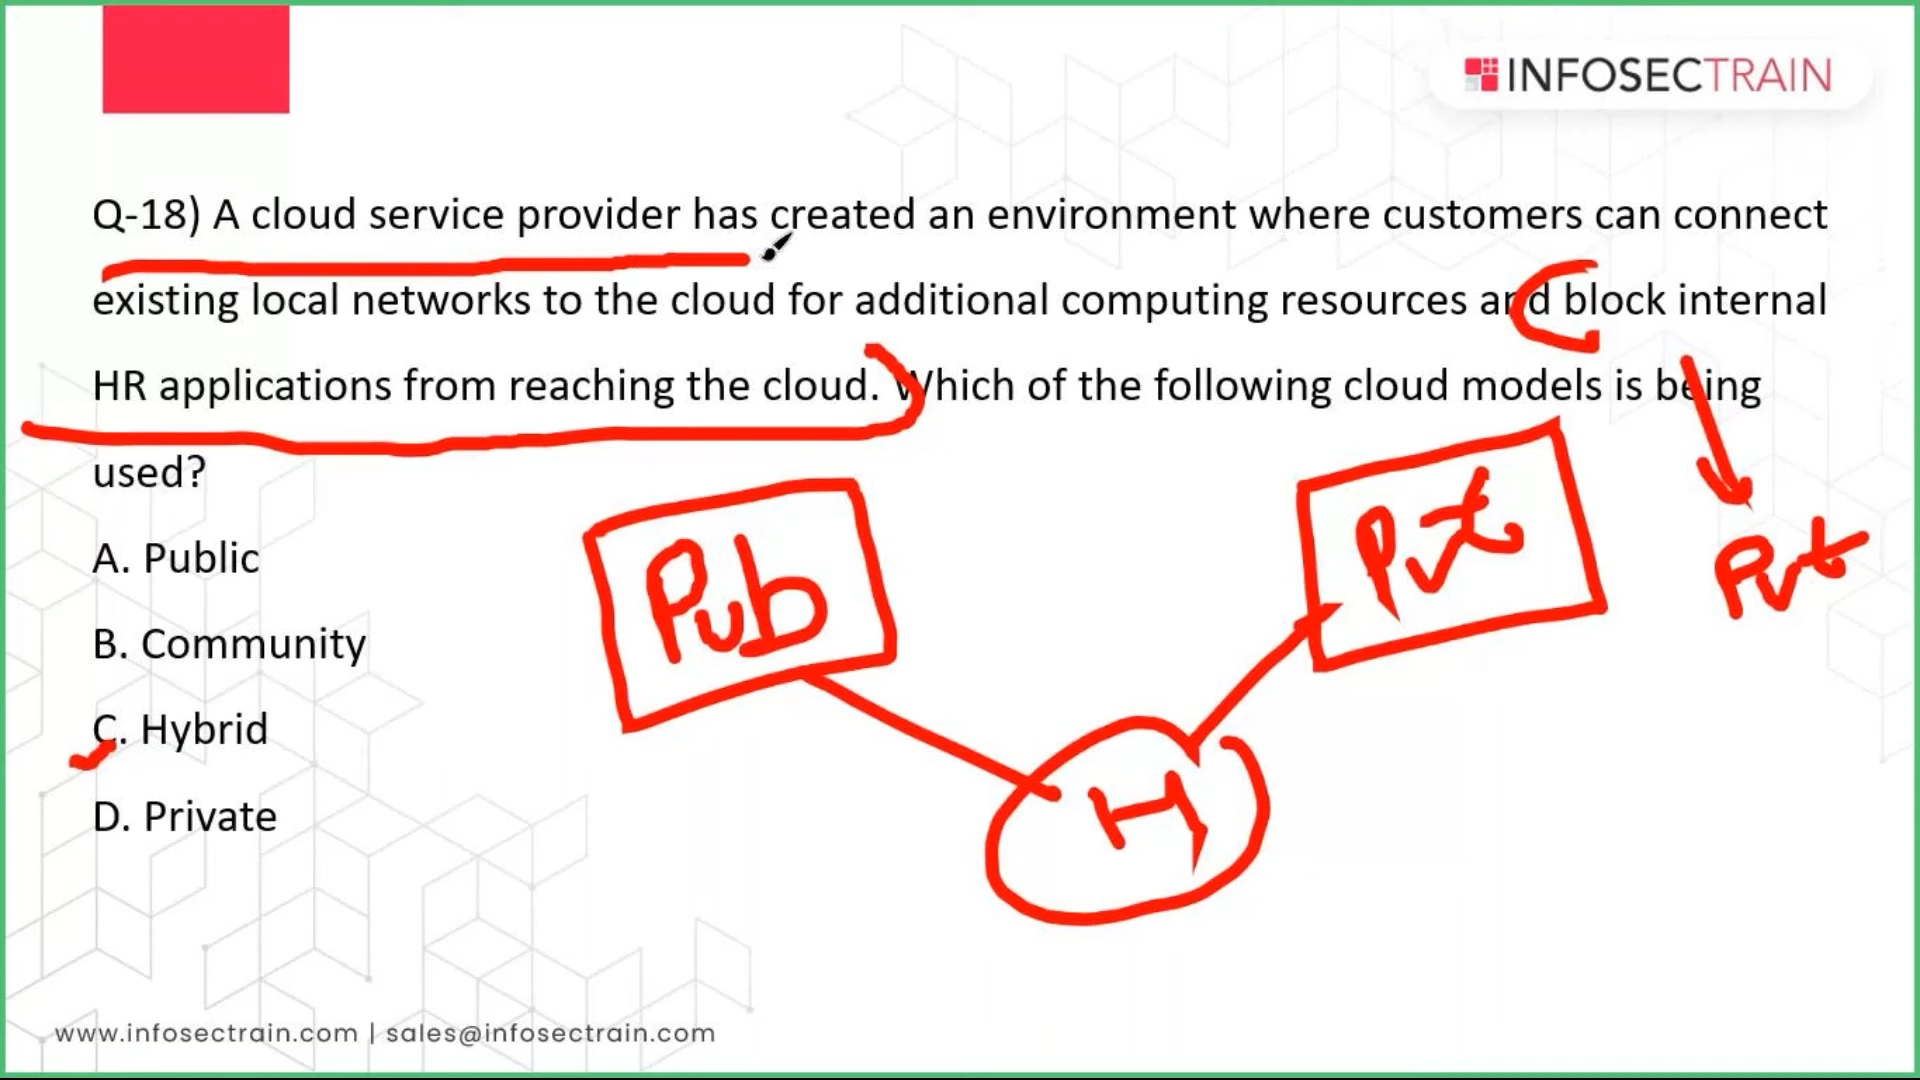 INFOSECTRAIN
Q-18) A cloud service provider has created an environment where customers can connect
existing local networks to the cloud for additional computing resources and block internal
HR applications from reaching the cloud. Which of the following cloud models is being
used?
A. Public
B. Community
C. Hybrid
D. Private
Pub
Pvt
Pvt
H
www.infosectrain.com | sales@infosectrain.com